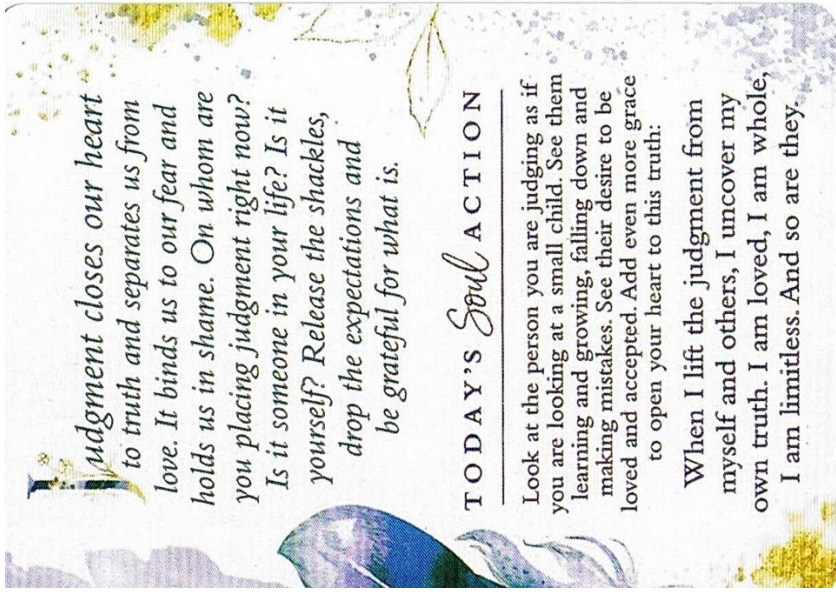 Judgment closes our heart
to truth and separates us from
love. It binds us to our fear and
holds us in shame. On whom are
you placing judgment right now?
Is it someone in your life? Is it
yourself? Release the shackles,
drop the expectations and
be grateful for what is.
TODAY'S Soul ACTION
Look at the person you are judging as if
you are looking at a small child. See them
learning and growing, falling down and
making mistakes. See their desire to be
loved and accepted. Add even more grace
to open your heart to this truth:
When I lift the judgment from
myself and others, I uncover my
own truth. I am loved, I am whole,
I am limitless. And so are they.